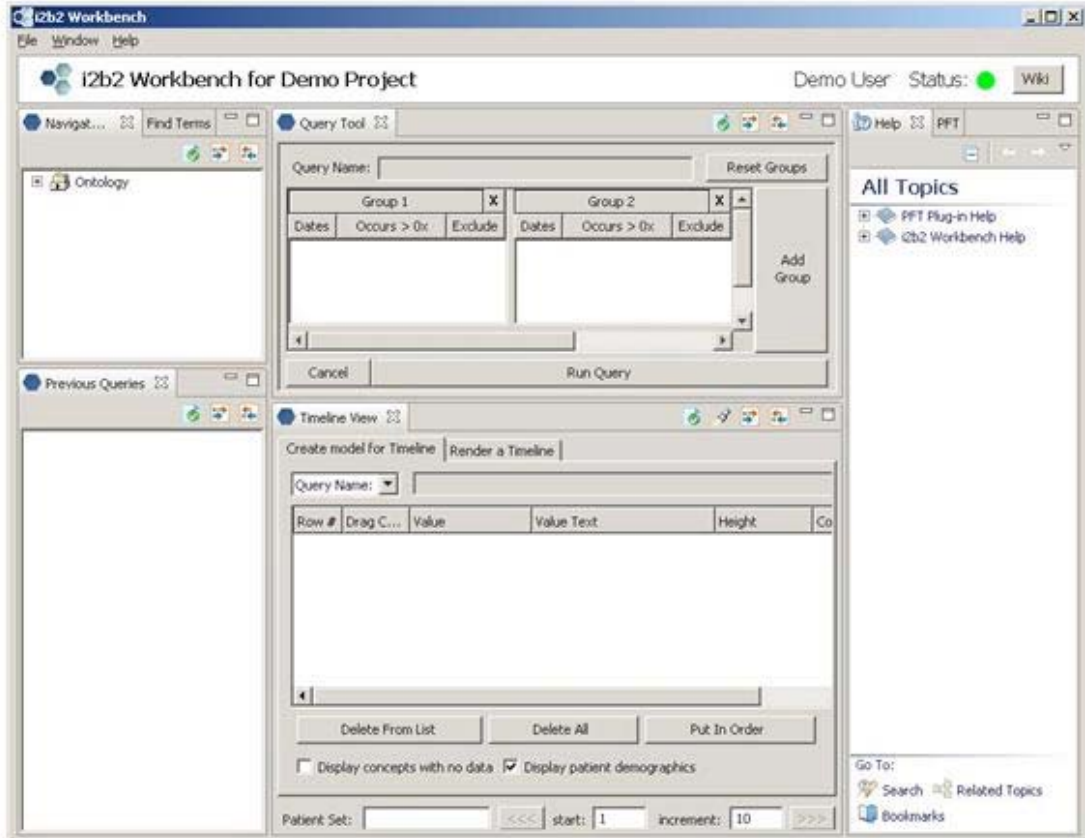 i2b2 Workbench
File Window Help
i2b2 Workbench for Demo Project
Demo User Status: Wiki
Navigat... Find Terms
Ontology
Previous Queries
Query Tool
Query Name: Reset Groups
Group 1 X Group 2 X
Dates Occurs > 0x Exclude Dates Occurs > 0x Exclude
Add Group
Cancel Run Query
Timeline View
Create model for Timeline Render a Timeline
Query Name:
Row # Drag C... Value Value Text Height Co
Delete From List Delete All Put In Order
Display concepts with no data Display patient demographics
Patient Set: <<< start: 1 increment: 10 >>>
Help PFT
All Topics
PFT Plug-in Help
i2b2 Workbench Help
Go To:
Search Related Topics
Bookmarks